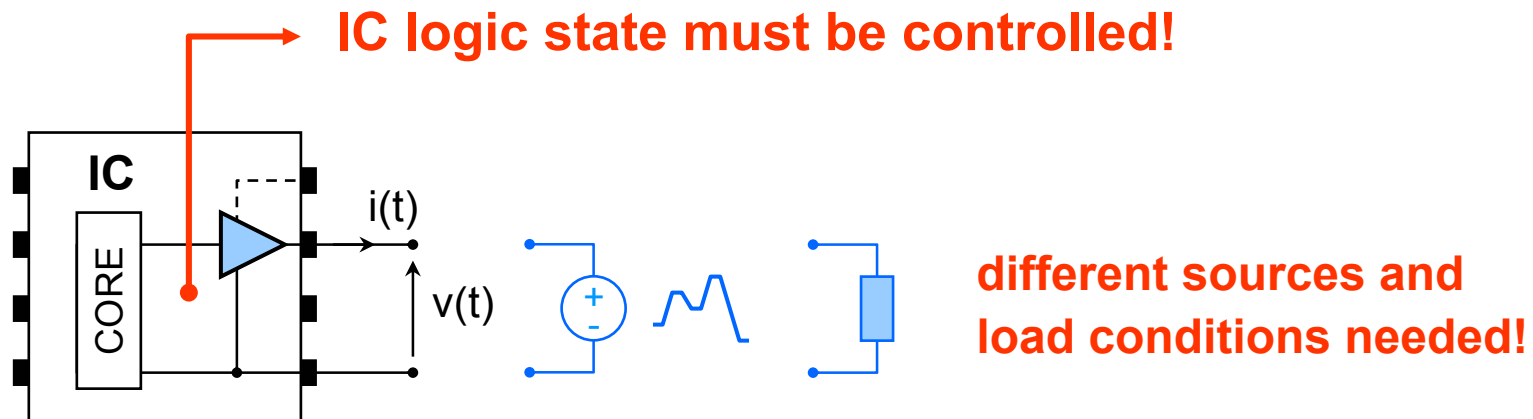 IC logic state must be controlled!
IC
CORE
i(t)
v(t)
+
-
different sources and
load conditions needed!